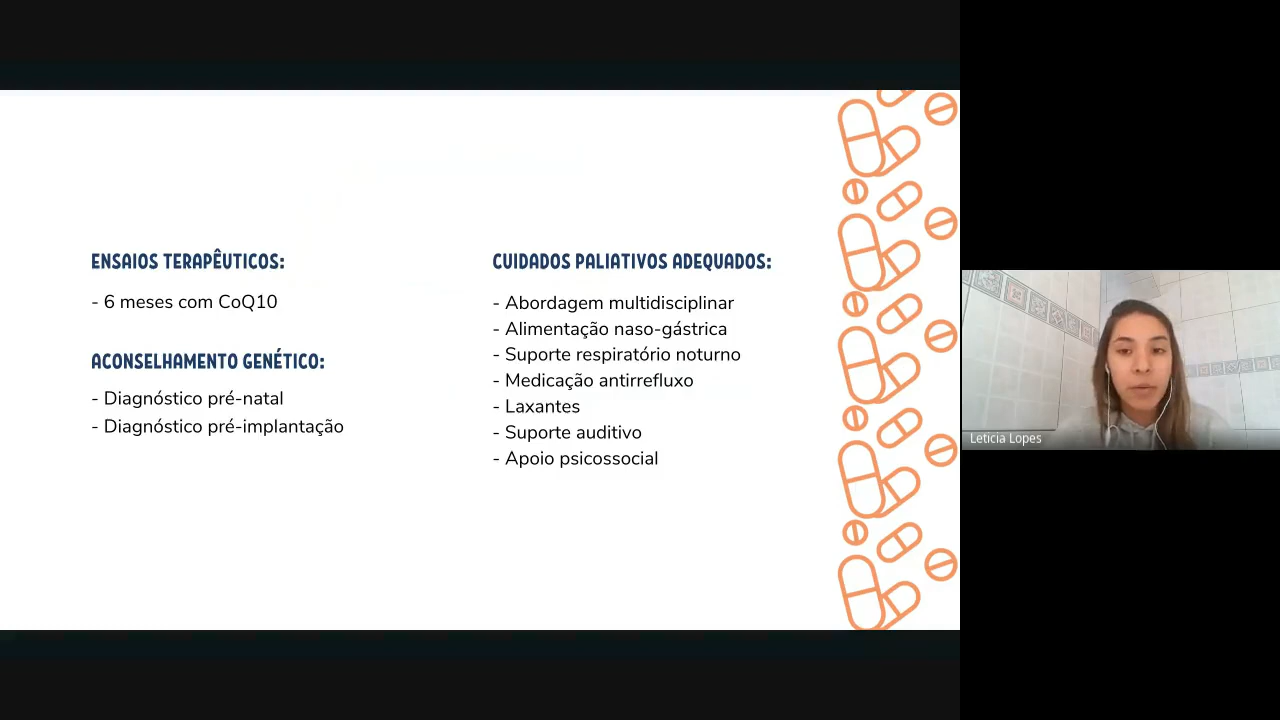 ENSAIOS TERAPÊUTICOS:
- 6 meses com CoQ10
ACONSELHAMENTO GENÉTICO:
- Diagnóstico pré-natal
- Diagnóstico pré-implantação
CUIDADOS PALIATIVOS ADEQUADOS:
- Abordagem multidisciplinar
- Alimentação naso-gástrica
- Suporte respiratório noturno
- Medicação antirrefluxo
- Laxantes
- Suporte auditivo
- Apoio psicossocial
Leticia Lopes